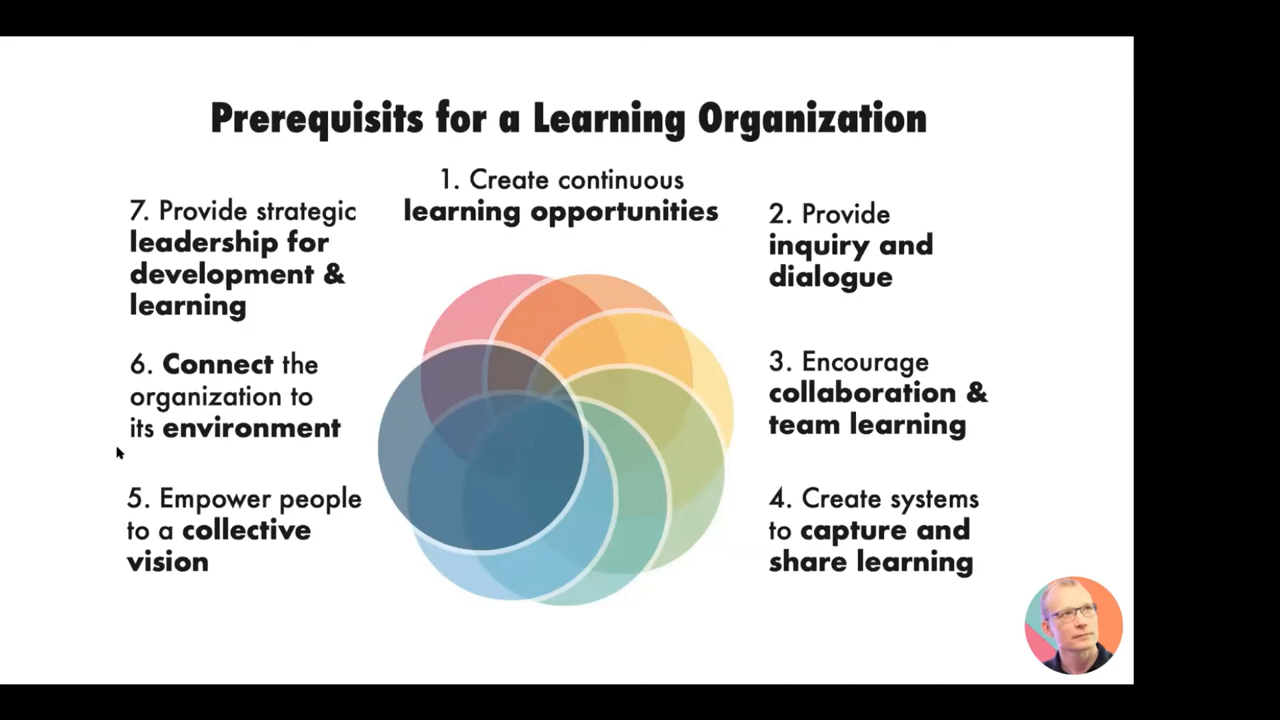 Prerequisits for a Learning Organization
1. Create continuous
learning opportunities
2. Provide
inquiry and
dialogue
3. Encourage
collaboration &
team learning
4. Create systems
to capture and
share learning
5. Empower people
to a collective
vision
6. Connect the
organization to
its environment
7. Provide strategic
leadership for
development &
learning